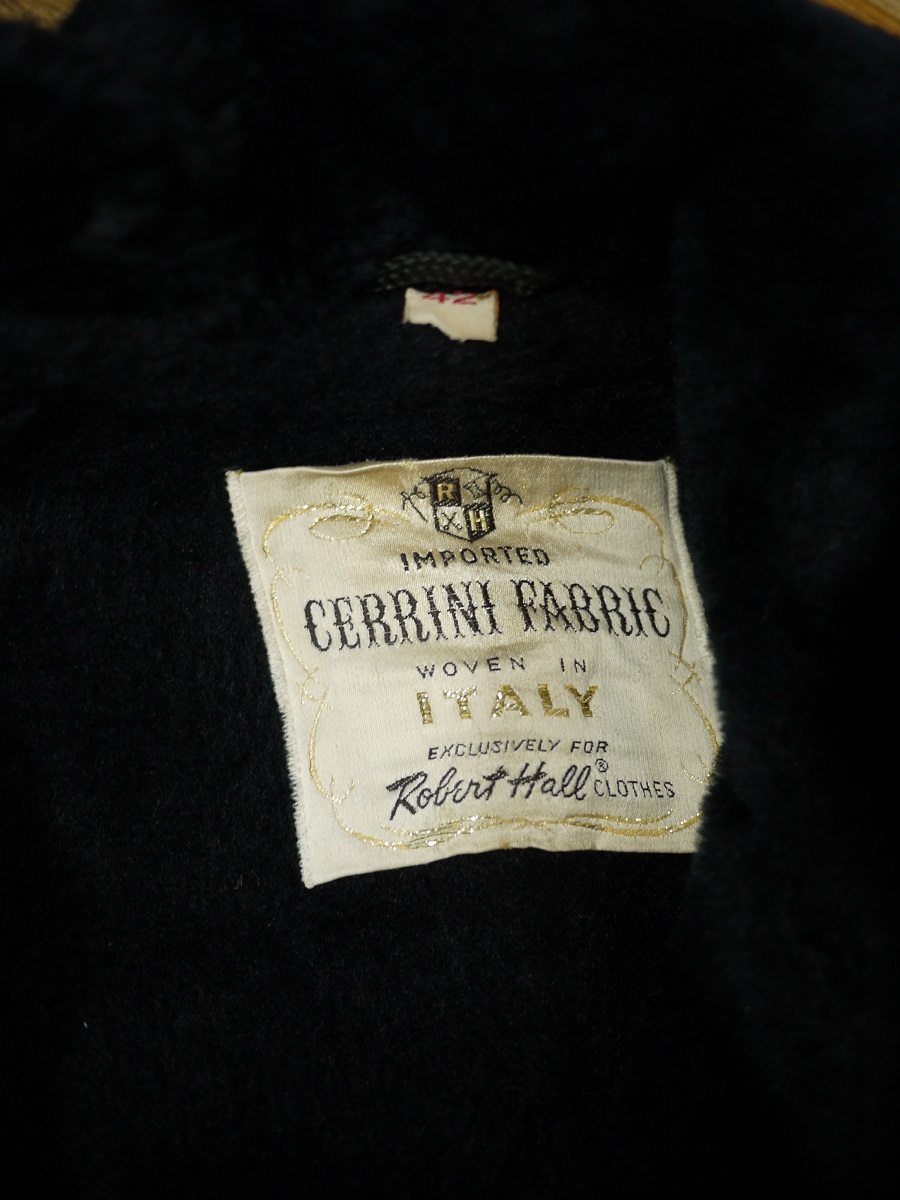 42
R
H
IMPORTED
CERRINI FABRIC
WOVEN IN
ITALY
EXCLUSIVELY FOR
Robert Hall® CLOTHES